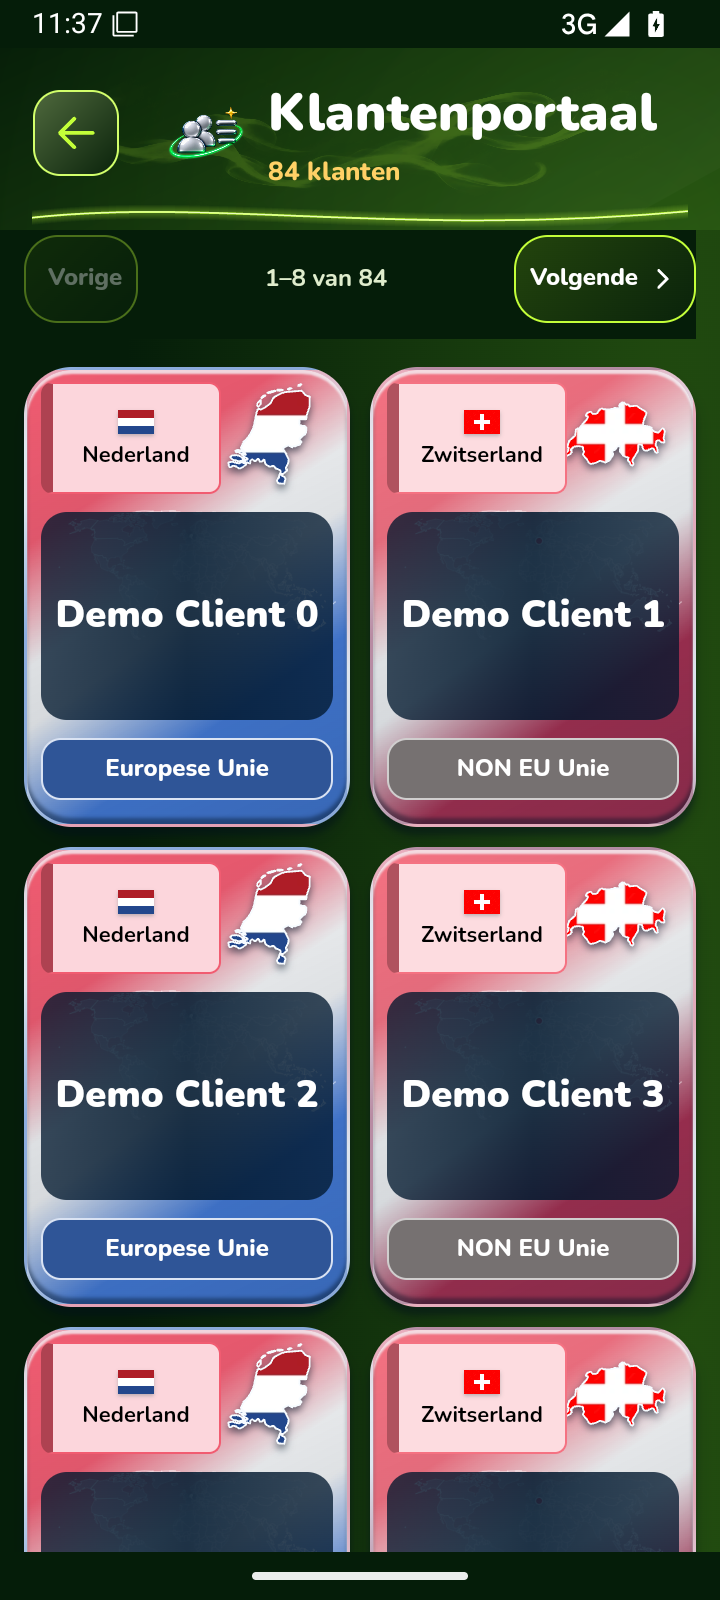 11:37
3G
Klantenportaal
84 klanten
Vorige
1–8 van 84
Volgende
Nederland
Zwitserland
Demo Client 0
Demo Client 1
Europese Unie
NON EU Unie
Nederland
Zwitserland
Demo Client 2
Demo Client 3
Europese Unie
NON EU Unie
Nederland
Zwitserland